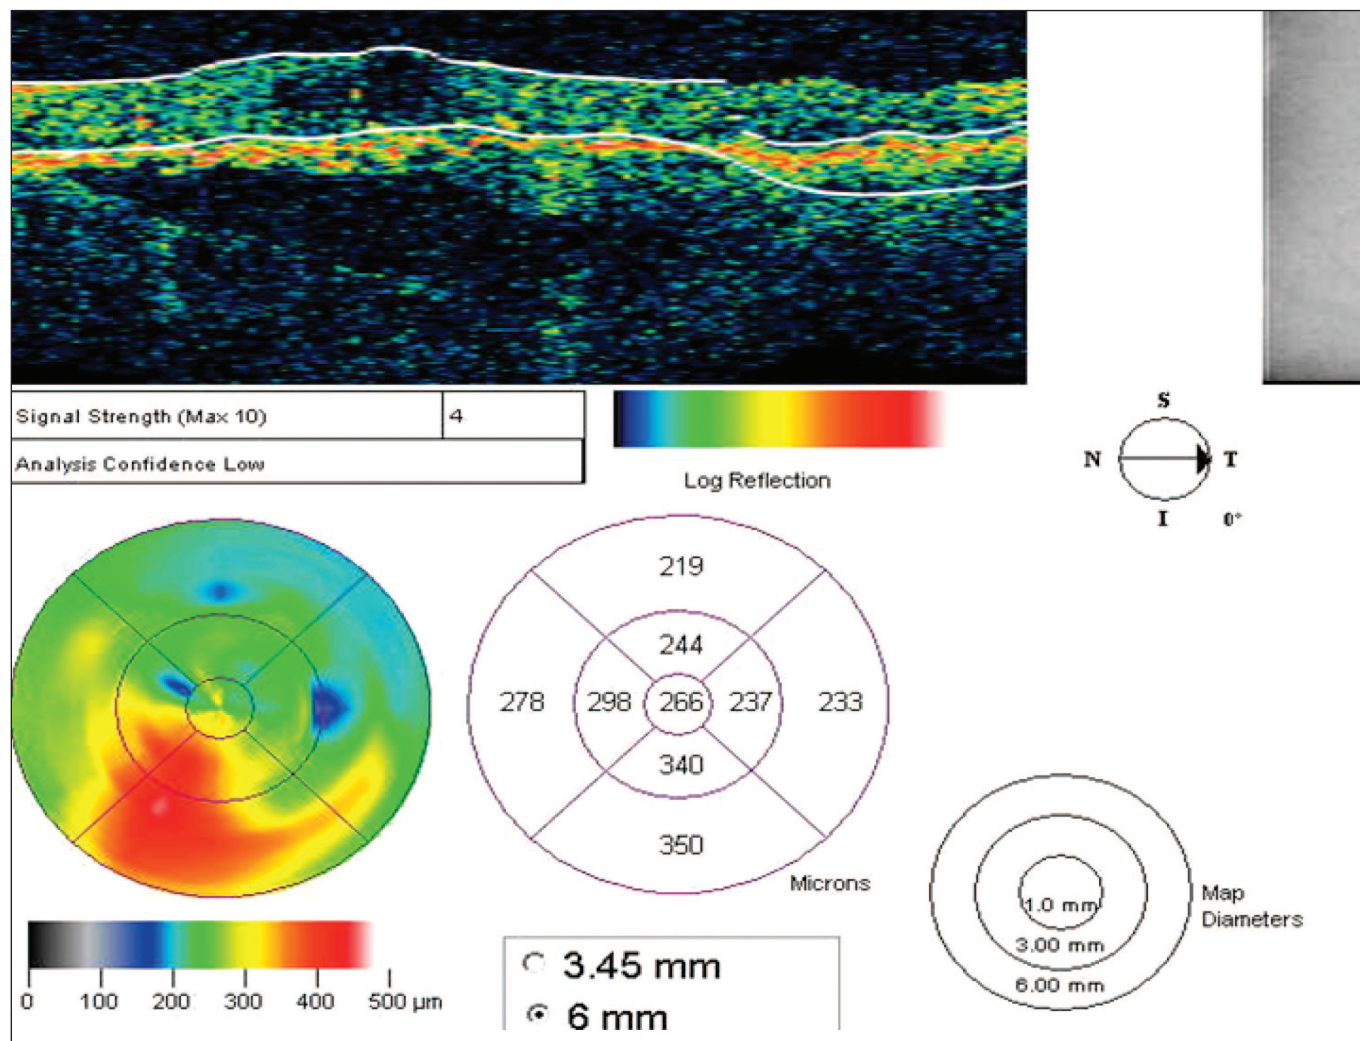 Signal Strength (Max 10) 4
Analysis Confidence Low
Log Reflection
S
N T
I 0°
219
244
278 298 266 237 233
340
350
Microns
0 100 200 300 400 500 µm
3.45 mm
6 mm
1.0 mm
3.00 mm
6.00 mm
Map
Diameters